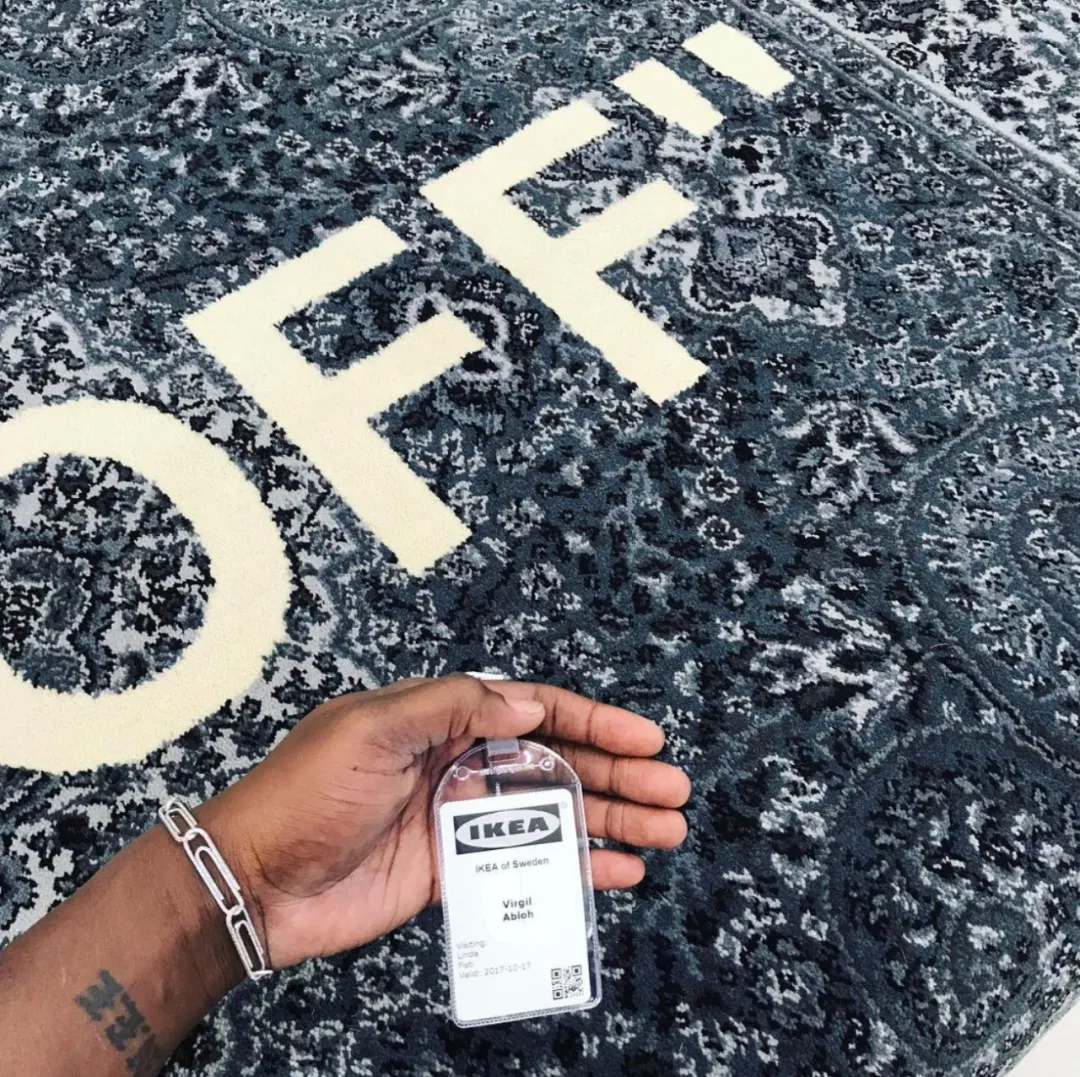 OFF"
IKEA
IKEA of Sweden
Virgil
Abloh
Visiting:
Linda
Valid: 2017-10-17